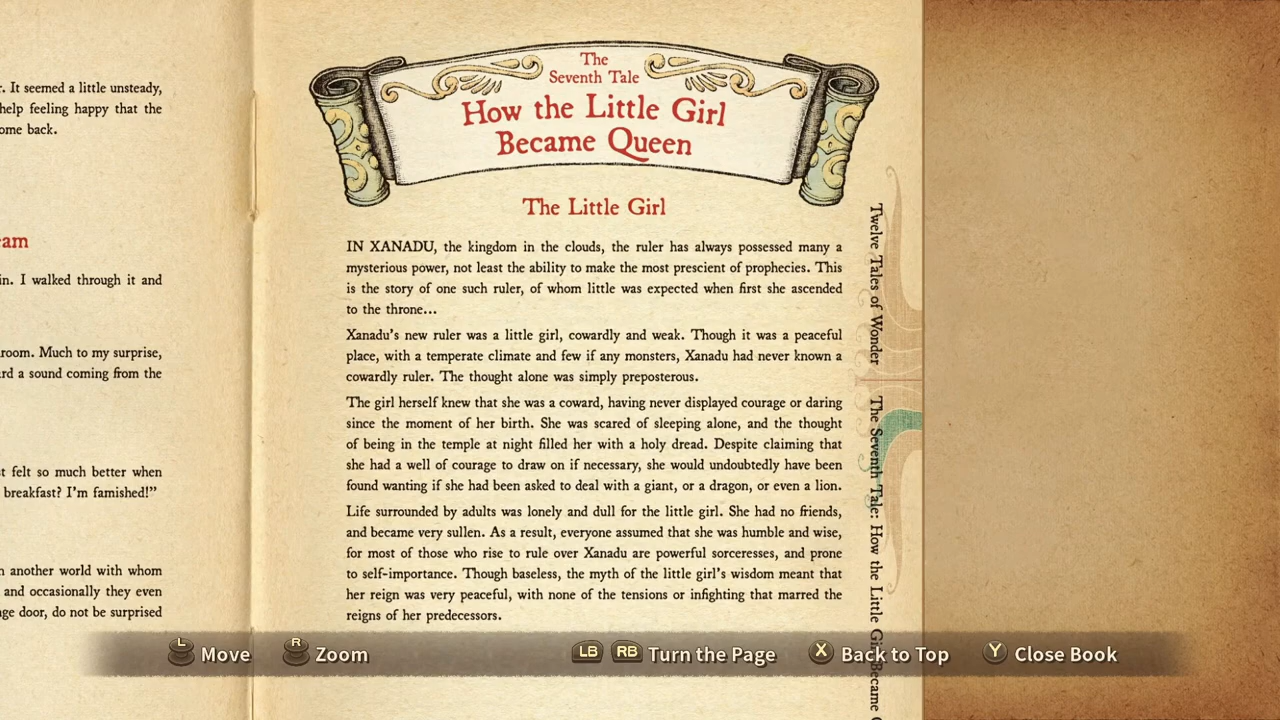 r. It seemed a little unsteady,
help feeling happy that the
ome back.
eam
in. I walked through it and
room. Much to my surprise,
rd a sound coming from the
t felt so much better when
breakfast? I'm famished!"
n another world with whom
and occasionally they even
nge door, do not be surprised
The
Seventh Tale
How the Little Girl
Became Queen
The Little Girl
IN XANADU, the kingdom in the clouds, the ruler has always possessed many a
mysterious power, not least the ability to make the most prescient of prophecies. This
is the story of one such ruler, of whom little was expected when first she ascended
to the throne...
Xanadu's new ruler was a little girl, cowardly and weak. Though it was a peaceful
place, with a temperate climate and few if any monsters, Xanadu had never known a
cowardly ruler. The thought alone was simply preposterous.
The girl herself knew that she was a coward, having never displayed courage or daring
since the moment of her birth. She was scared of sleeping alone, and the thought
of being in the temple at night filled her with a holy dread. Despite claiming that
she had a well of courage to draw on if necessary, she would undoubtedly have been
found wanting if she had been asked to deal with a giant, or a dragon, or even a lion.
Life surrounded by adults was lonely and dull for the little girl. She had no friends,
and became very sullen. As a result, everyone assumed that she was humble and wise,
for most of those who rise to rule over Xanadu are powerful sorceresses, and prone
to self-importance. Though baseless, the myth of the little girl's wisdom meant that
her reign was very peaceful, with none of the tensions or infighting that marred the
reigns of her predecessors.
Twelve Tales of Wonder The Seventh Tale: How the Little Girl Became
L Move R Zoom LB RB Turn the Page X Back to Top Y Close Book